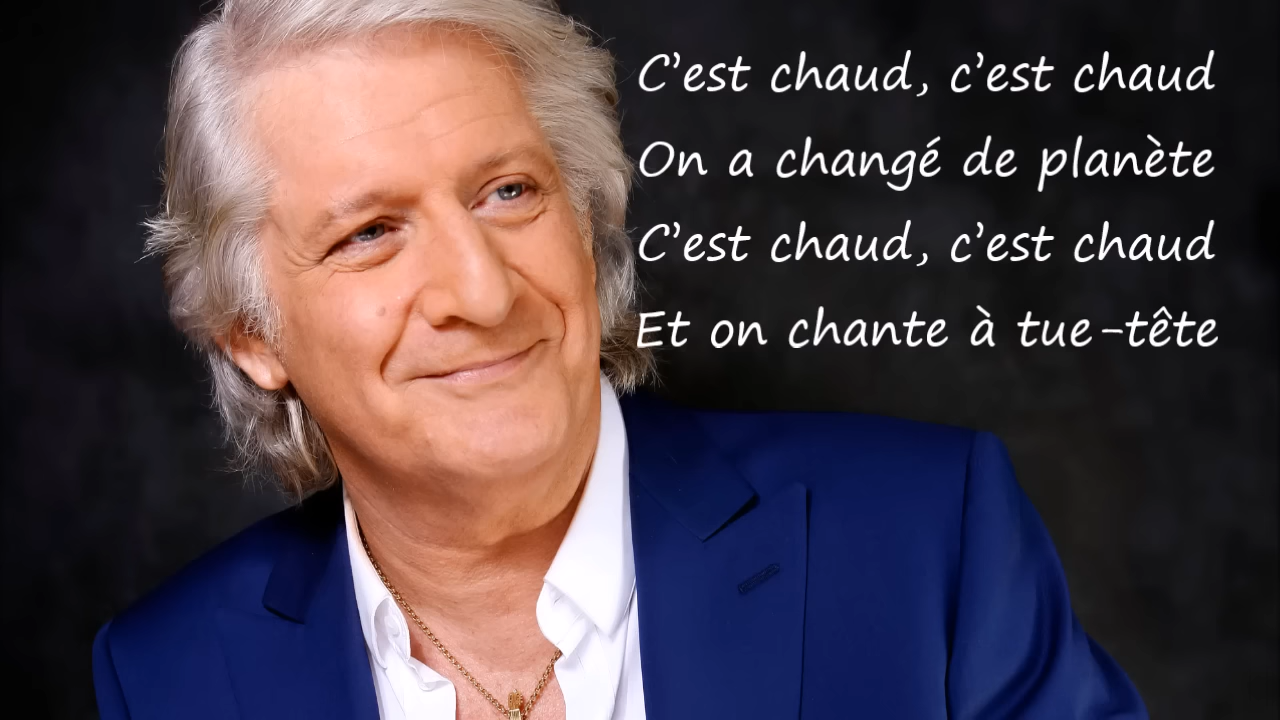 C'est chaud, c'est chaud
On a changé de planète
C'est chaud, c'est chaud
Et on chante à tue-tête